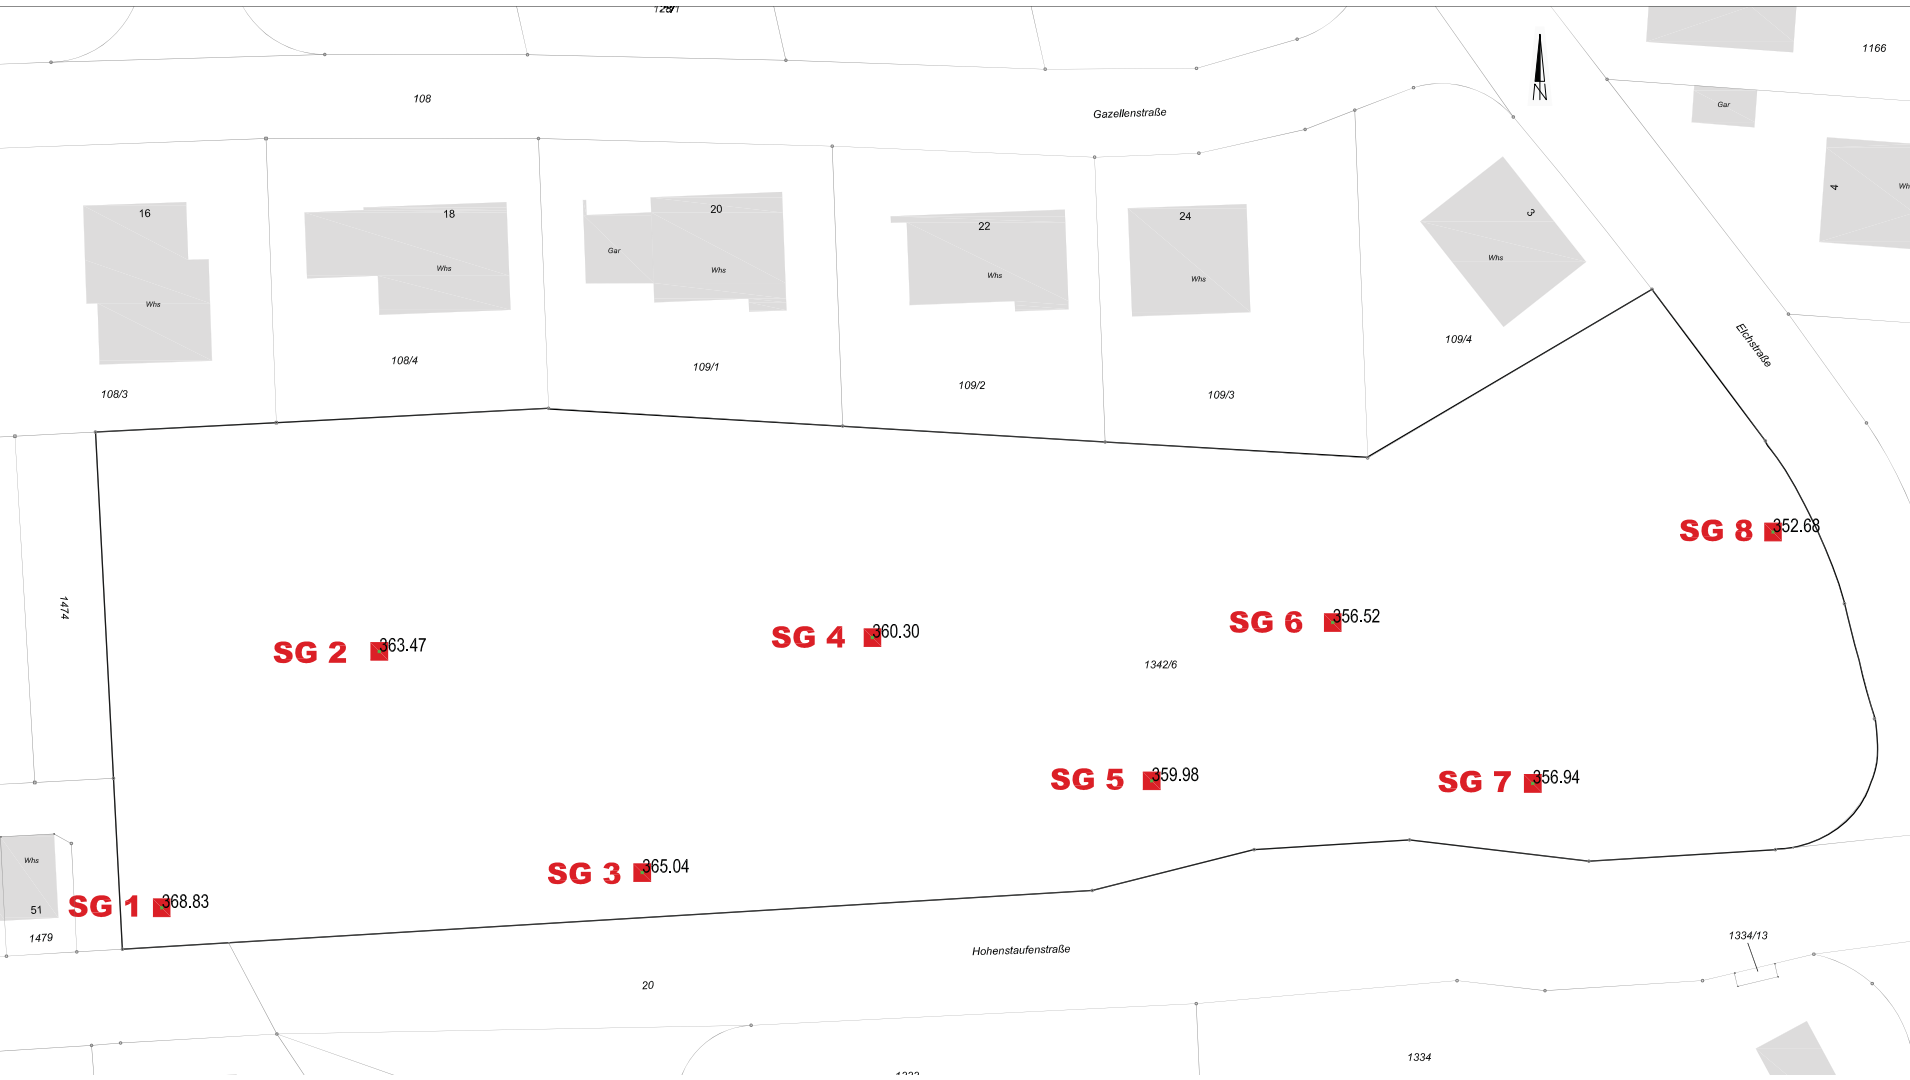 1166
108
Gazellenstraße
Gar
16
18
20
22
24
3
4
Gar
Whs
Whs
Whs
Whs
Whs
Whs
Elchstraße
108/3
108/4
109/1
109/2
109/3
109/4
SG 8 352.68
1474
SG 2 363.47
SG 4 360.30
SG 6 356.52
1342/6
SG 5 359.98
SG 7 356.94
Whs
SG 3 365.04
51
SG 1 368.83
1479
Hohenstaufenstraße
1334/13
20
1334
N